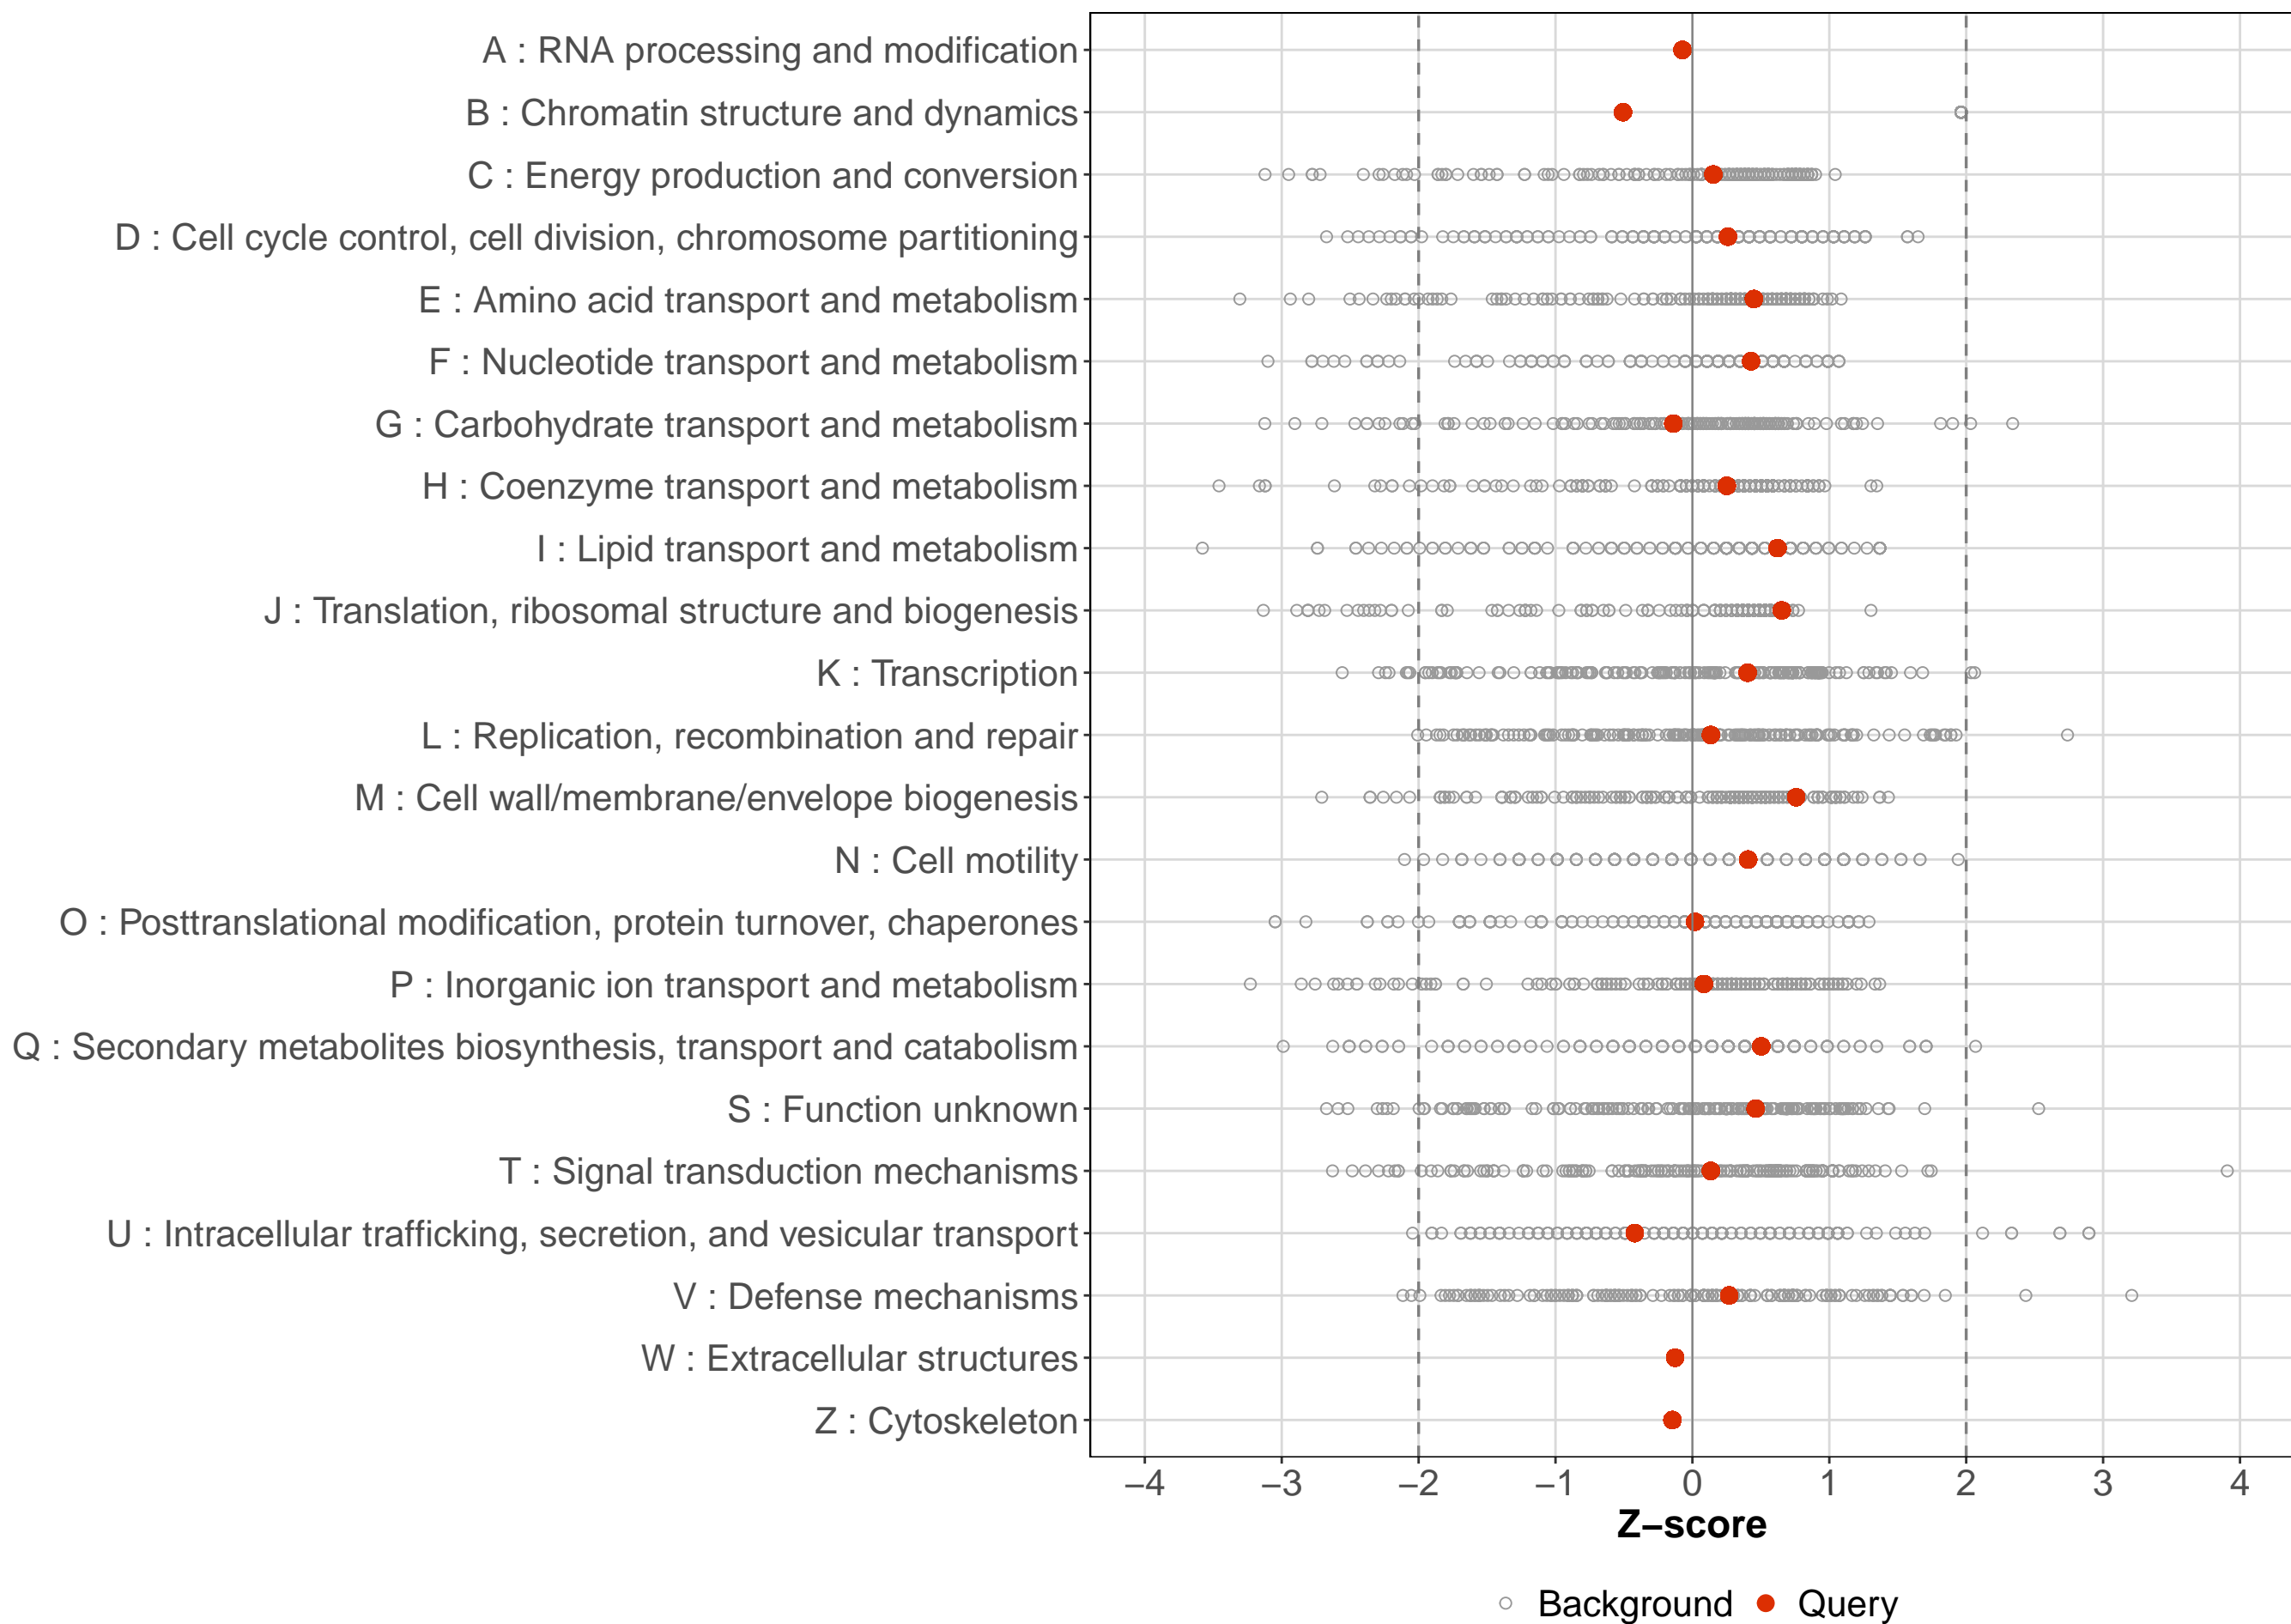 A : RNA processing and modification
B : Chromatin structure and dynamics
C : Energy production and conversion
D : Cell cycle control, cell division, chromosome partitioning
E : Amino acid transport and metabolism
F : Nucleotide transport and metabolism
G : Carbohydrate transport and metabolism
H : Coenzyme transport and metabolism
I : Lipid transport and metabolism
J : Translation, ribosomal structure and biogenesis
K : Transcription
L : Replication, recombination and repair
M : Cell wall/membrane/envelope biogenesis
N : Cell motility
O : Posttranslational modification, protein turnover, chaperones
P : Inorganic ion transport and metabolism
Q : Secondary metabolites biosynthesis, transport and catabolism
S : Function unknown
T : Signal transduction mechanisms
U : Intracellular trafficking, secretion, and vesicular transport
V : Defense mechanisms
W : Extracellular structures
Z : Cytoskeleton
−4 −3 −2 −1 0 1 2 3 4
Z−score
Background Query